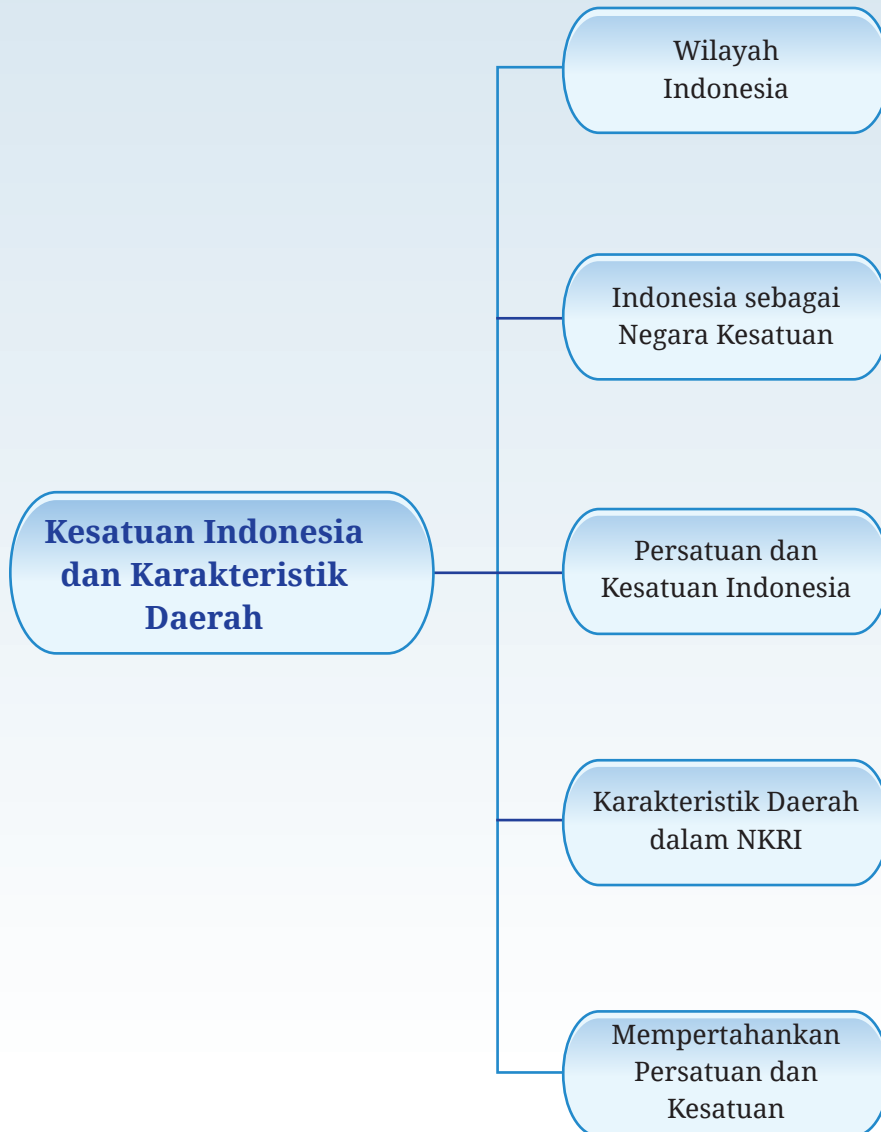 Wilayah
Indonesia
Indonesia sebagai
Negara Kesatuan
Kesatuan Indonesia
dan Karakteristik
Daerah
Persatuan dan
Kesatuan Indonesia
Karakteristik Daerah
dalam NKRI
Mempertahankan
Persatuan dan
Kesatuan